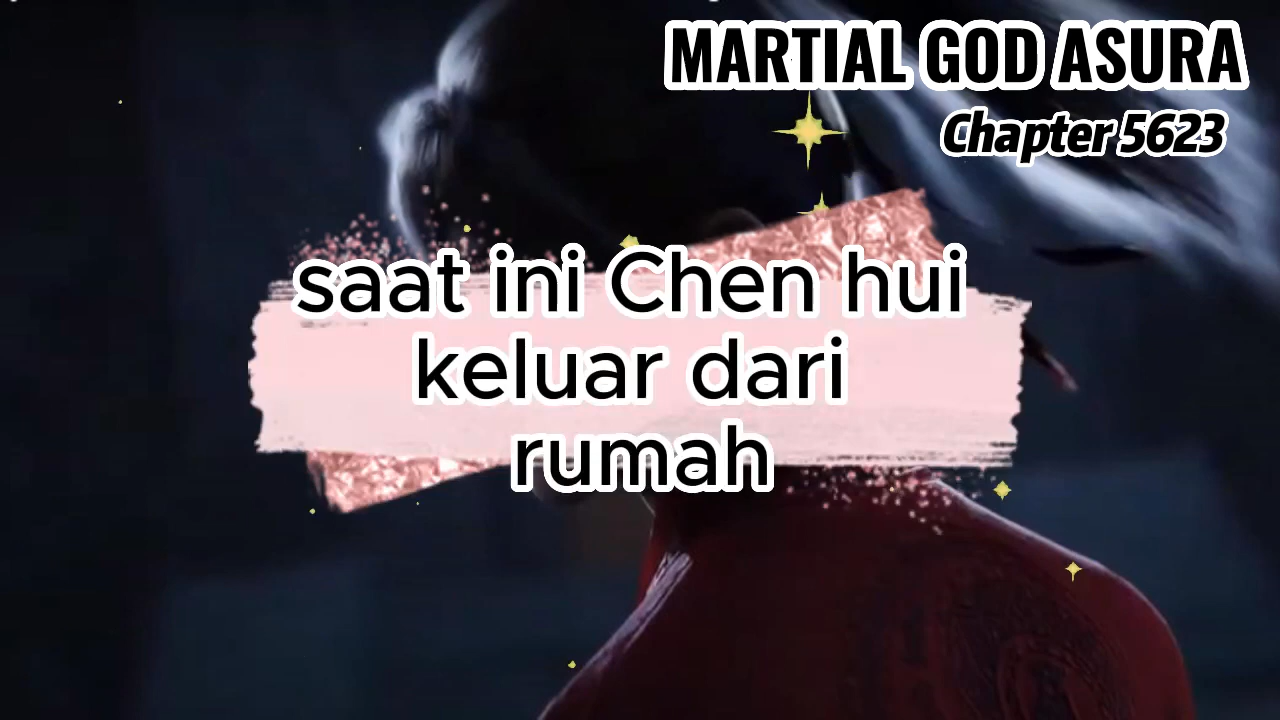 MARTIAL GOD ASURA
Chapter 5623
saat ini Chen hui
keluar dari
rumah